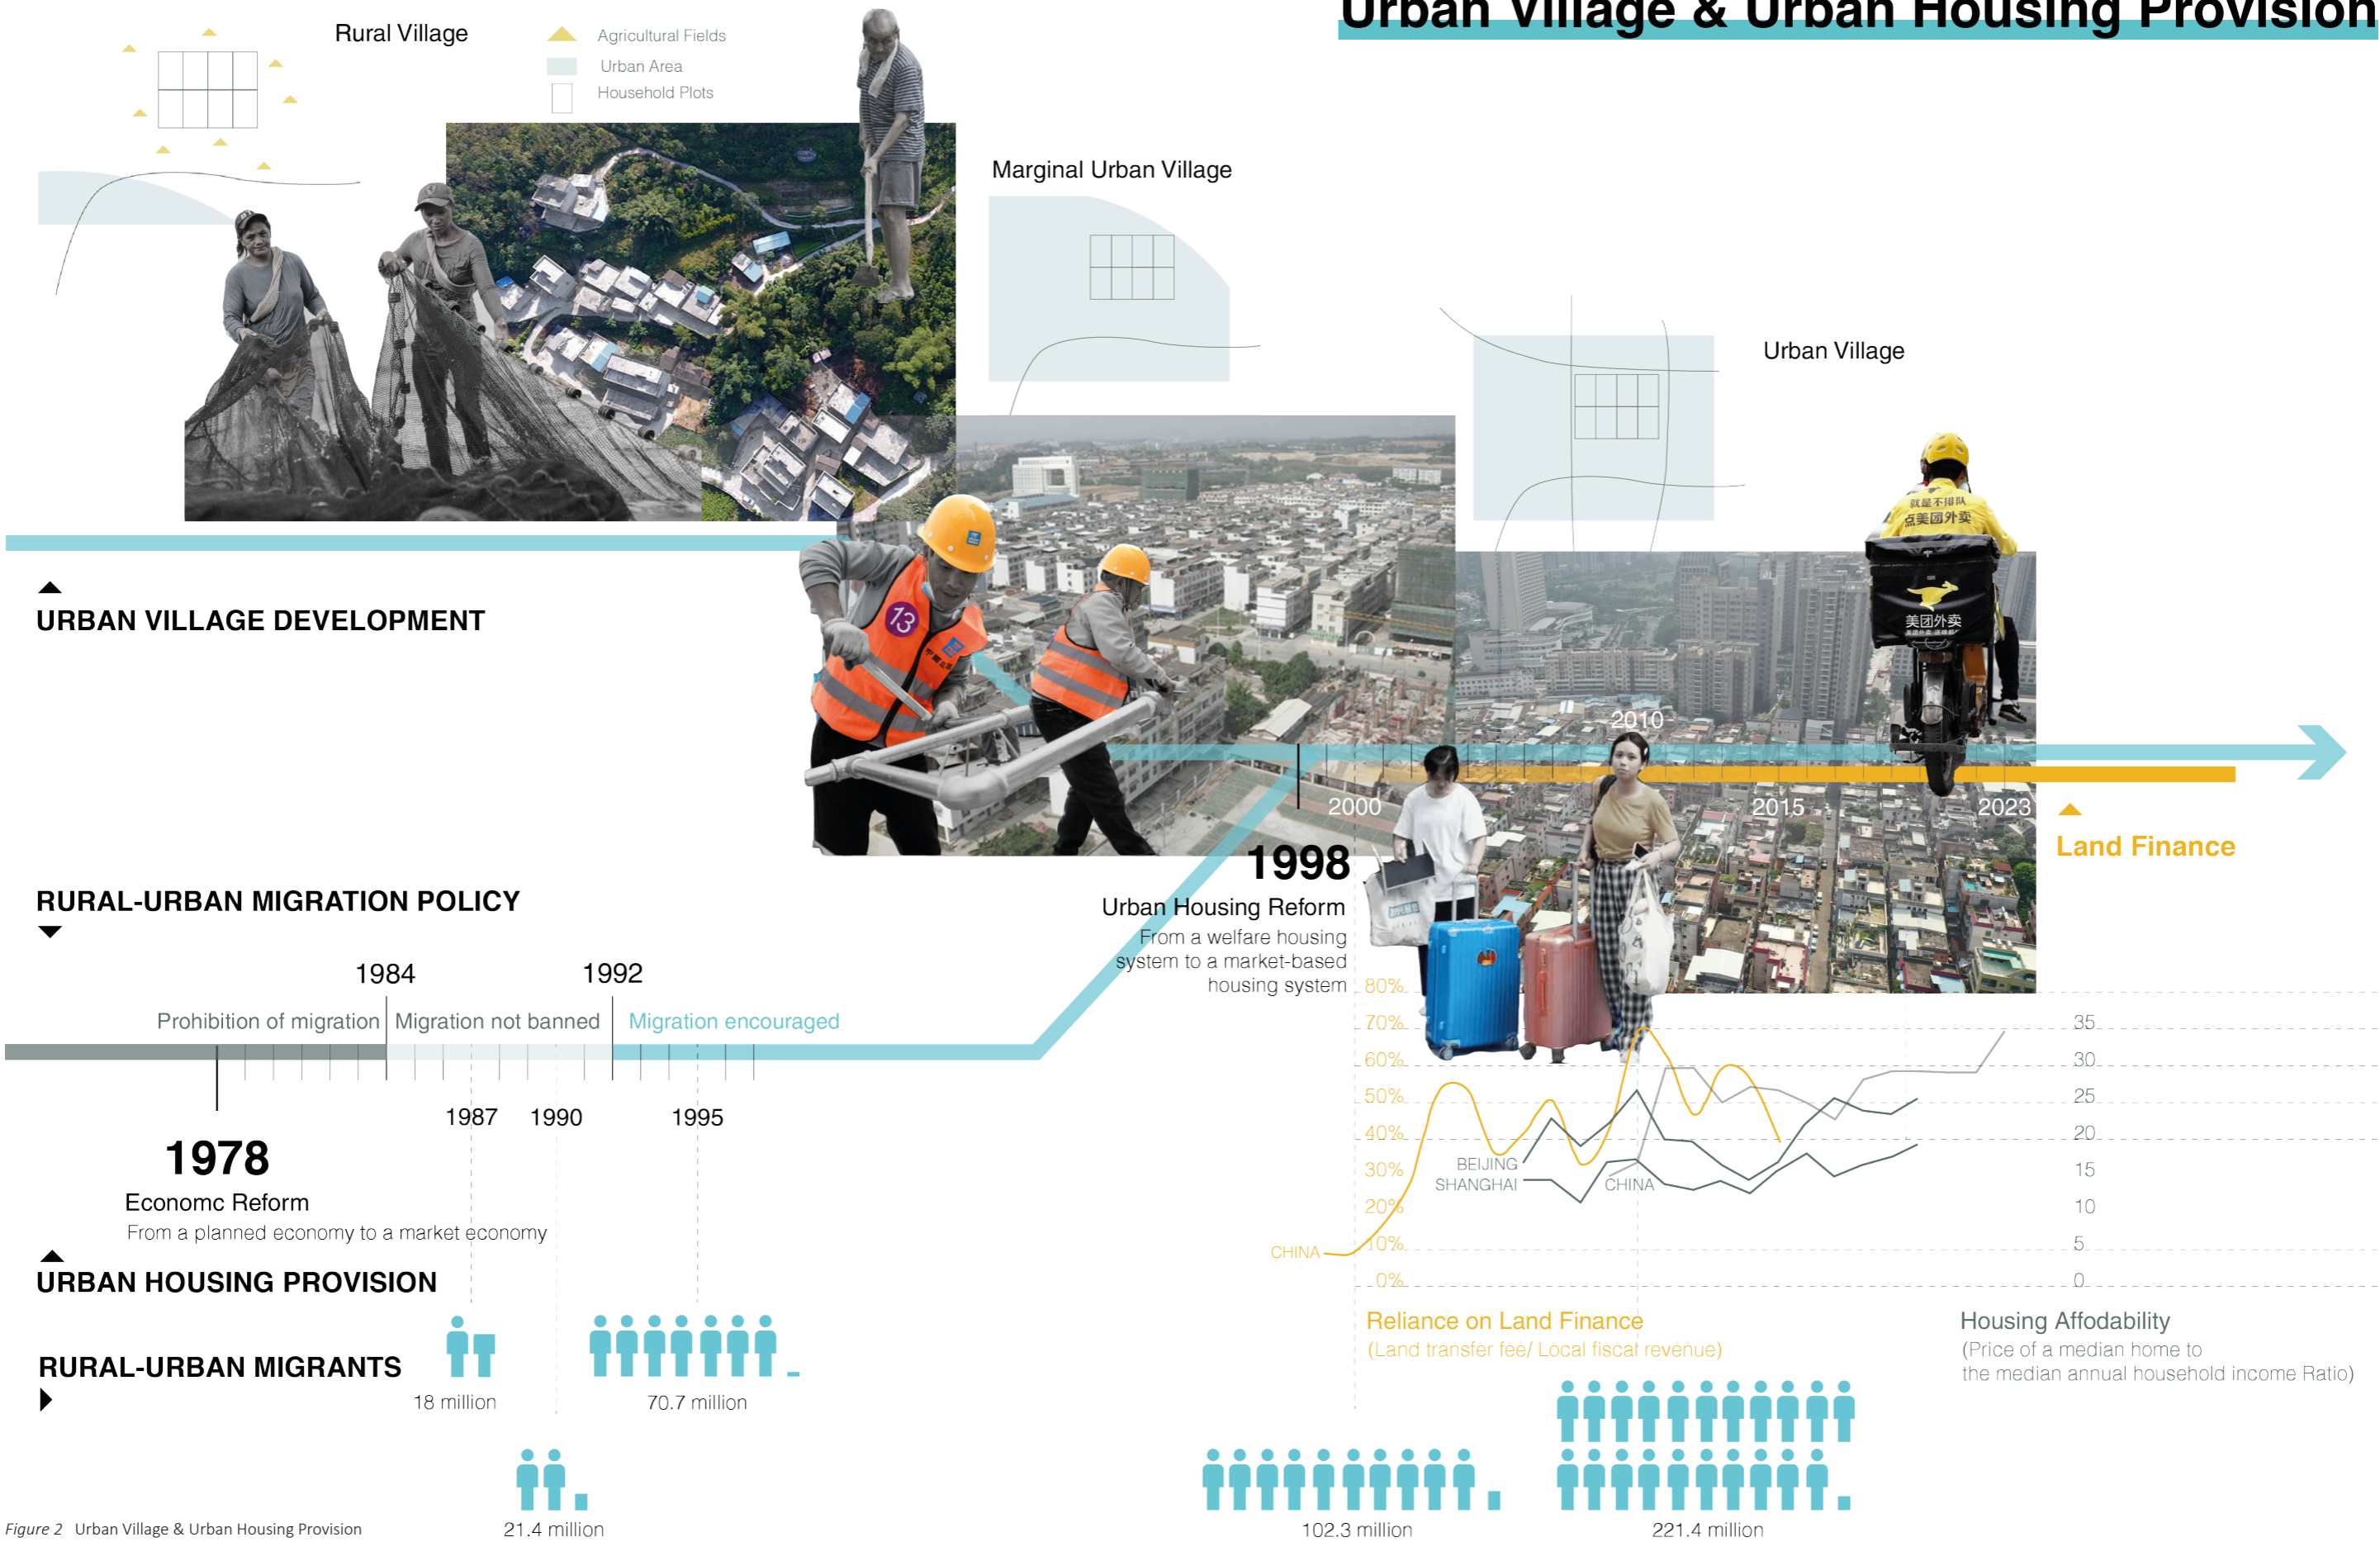 Urban Village & Urban Housing Provision
Rural Village
Agricultural Fields
Urban Area
Household Plots
Marginal Urban Village
Urban Village
就是不排队
点美团外卖
美团外卖
13
URBAN VILLAGE DEVELOPMENT
2010
2000
2015
2023
Land Finance
1998
Urban Housing Reform
From a welfare housing
system to a market-based
housing system
RURAL-URBAN MIGRATION POLICY
1984
1992
Prohibition of migration
Migration not banned
Migration encouraged
1987
1990
1995
1978
Economc Reform
From a planned economy to a market economy
URBAN HOUSING PROVISION
80%
70%
60%
50%
40%
30%
20%
10%
0%
35
30
25
20
15
10
5
0
BEIJING
SHANGHAI
CHINA
CHINA
Reliance on Land Finance
(Land transfer fee/ Local fiscal revenue)
Housing Affodability
(Price of a median home to
the median annual household income Ratio)
RURAL-URBAN MIGRANTS
18 million
70.7 million
21.4 million
102.3 million
221.4 million
Figure 2 Urban Village & Urban Housing Provision